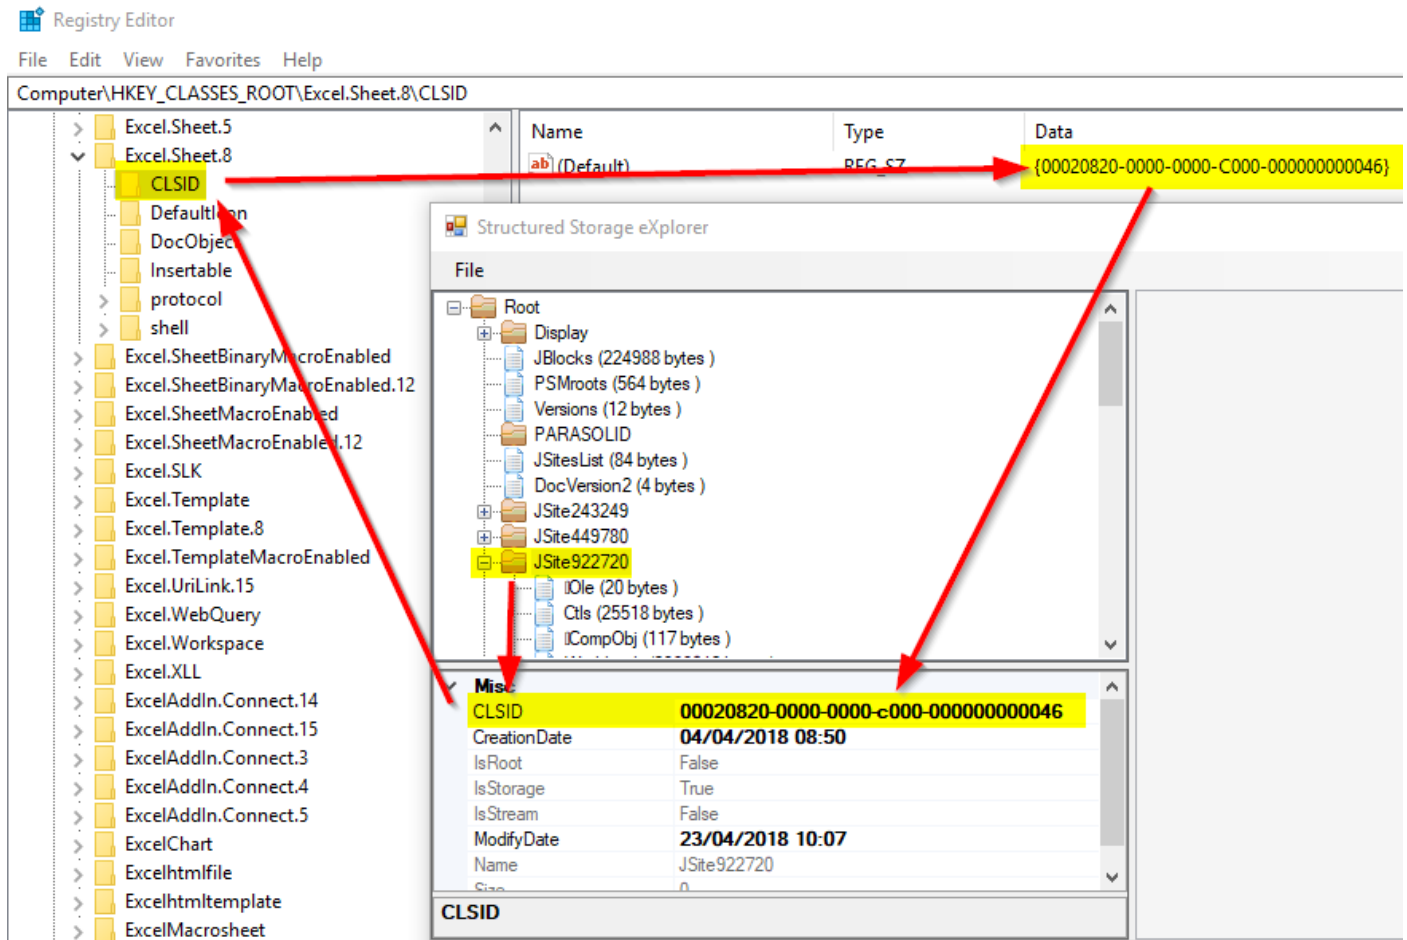 Registry Editor
File Edit View Favorites Help
Computer\HKEY_CLASSES_ROOT\Excel.Sheet.8\CLSID
Excel.Sheet.5
Excel.Sheet.8
CLSID
DefaultIcon
DocObject
Insertable
protocol
shell
Excel.SheetBinaryMacroEnabled
Excel.SheetBinaryMacroEnabled.12
Excel.SheetMacroEnabled
Excel.SheetMacroEnabled.12
Excel.SLK
Excel.Template
Excel.Template.8
Excel.TemplateMacroEnabled
Excel.UriLink.15
Excel.WebQuery
Excel.Workspace
Excel.XLL
ExcelAddIn.Connect.14
ExcelAddIn.Connect.15
ExcelAddIn.Connect.3
ExcelAddIn.Connect.4
ExcelAddIn.Connect.5
ExcelChart
Excelhtmlfile
Excelhtmltemplate
ExcelMacrosheet
Name Type Data
ab (Default) REG_SZ {00020820-0000-0000-C000-000000000046}
Structured Storage eXplorer
File
Root
Display
JBlocks (224988 bytes )
PSMroots (564 bytes )
Versions (12 bytes )
PARASOLID
JSitesList (84 bytes )
DocVersion2 (4 bytes )
JSite243249
JSite449780
JSite922720
Ole (20 bytes )
Ctls (25518 bytes )
CompObj (117 bytes )
Misc
CLSID 00020820-0000-0000-c000-000000000046
CreationDate 04/04/2018 08:50
IsRoot False
IsStorage True
IsStream False
ModifyDate 23/04/2018 10:07
Name JSite922720
Size 0
CLSID